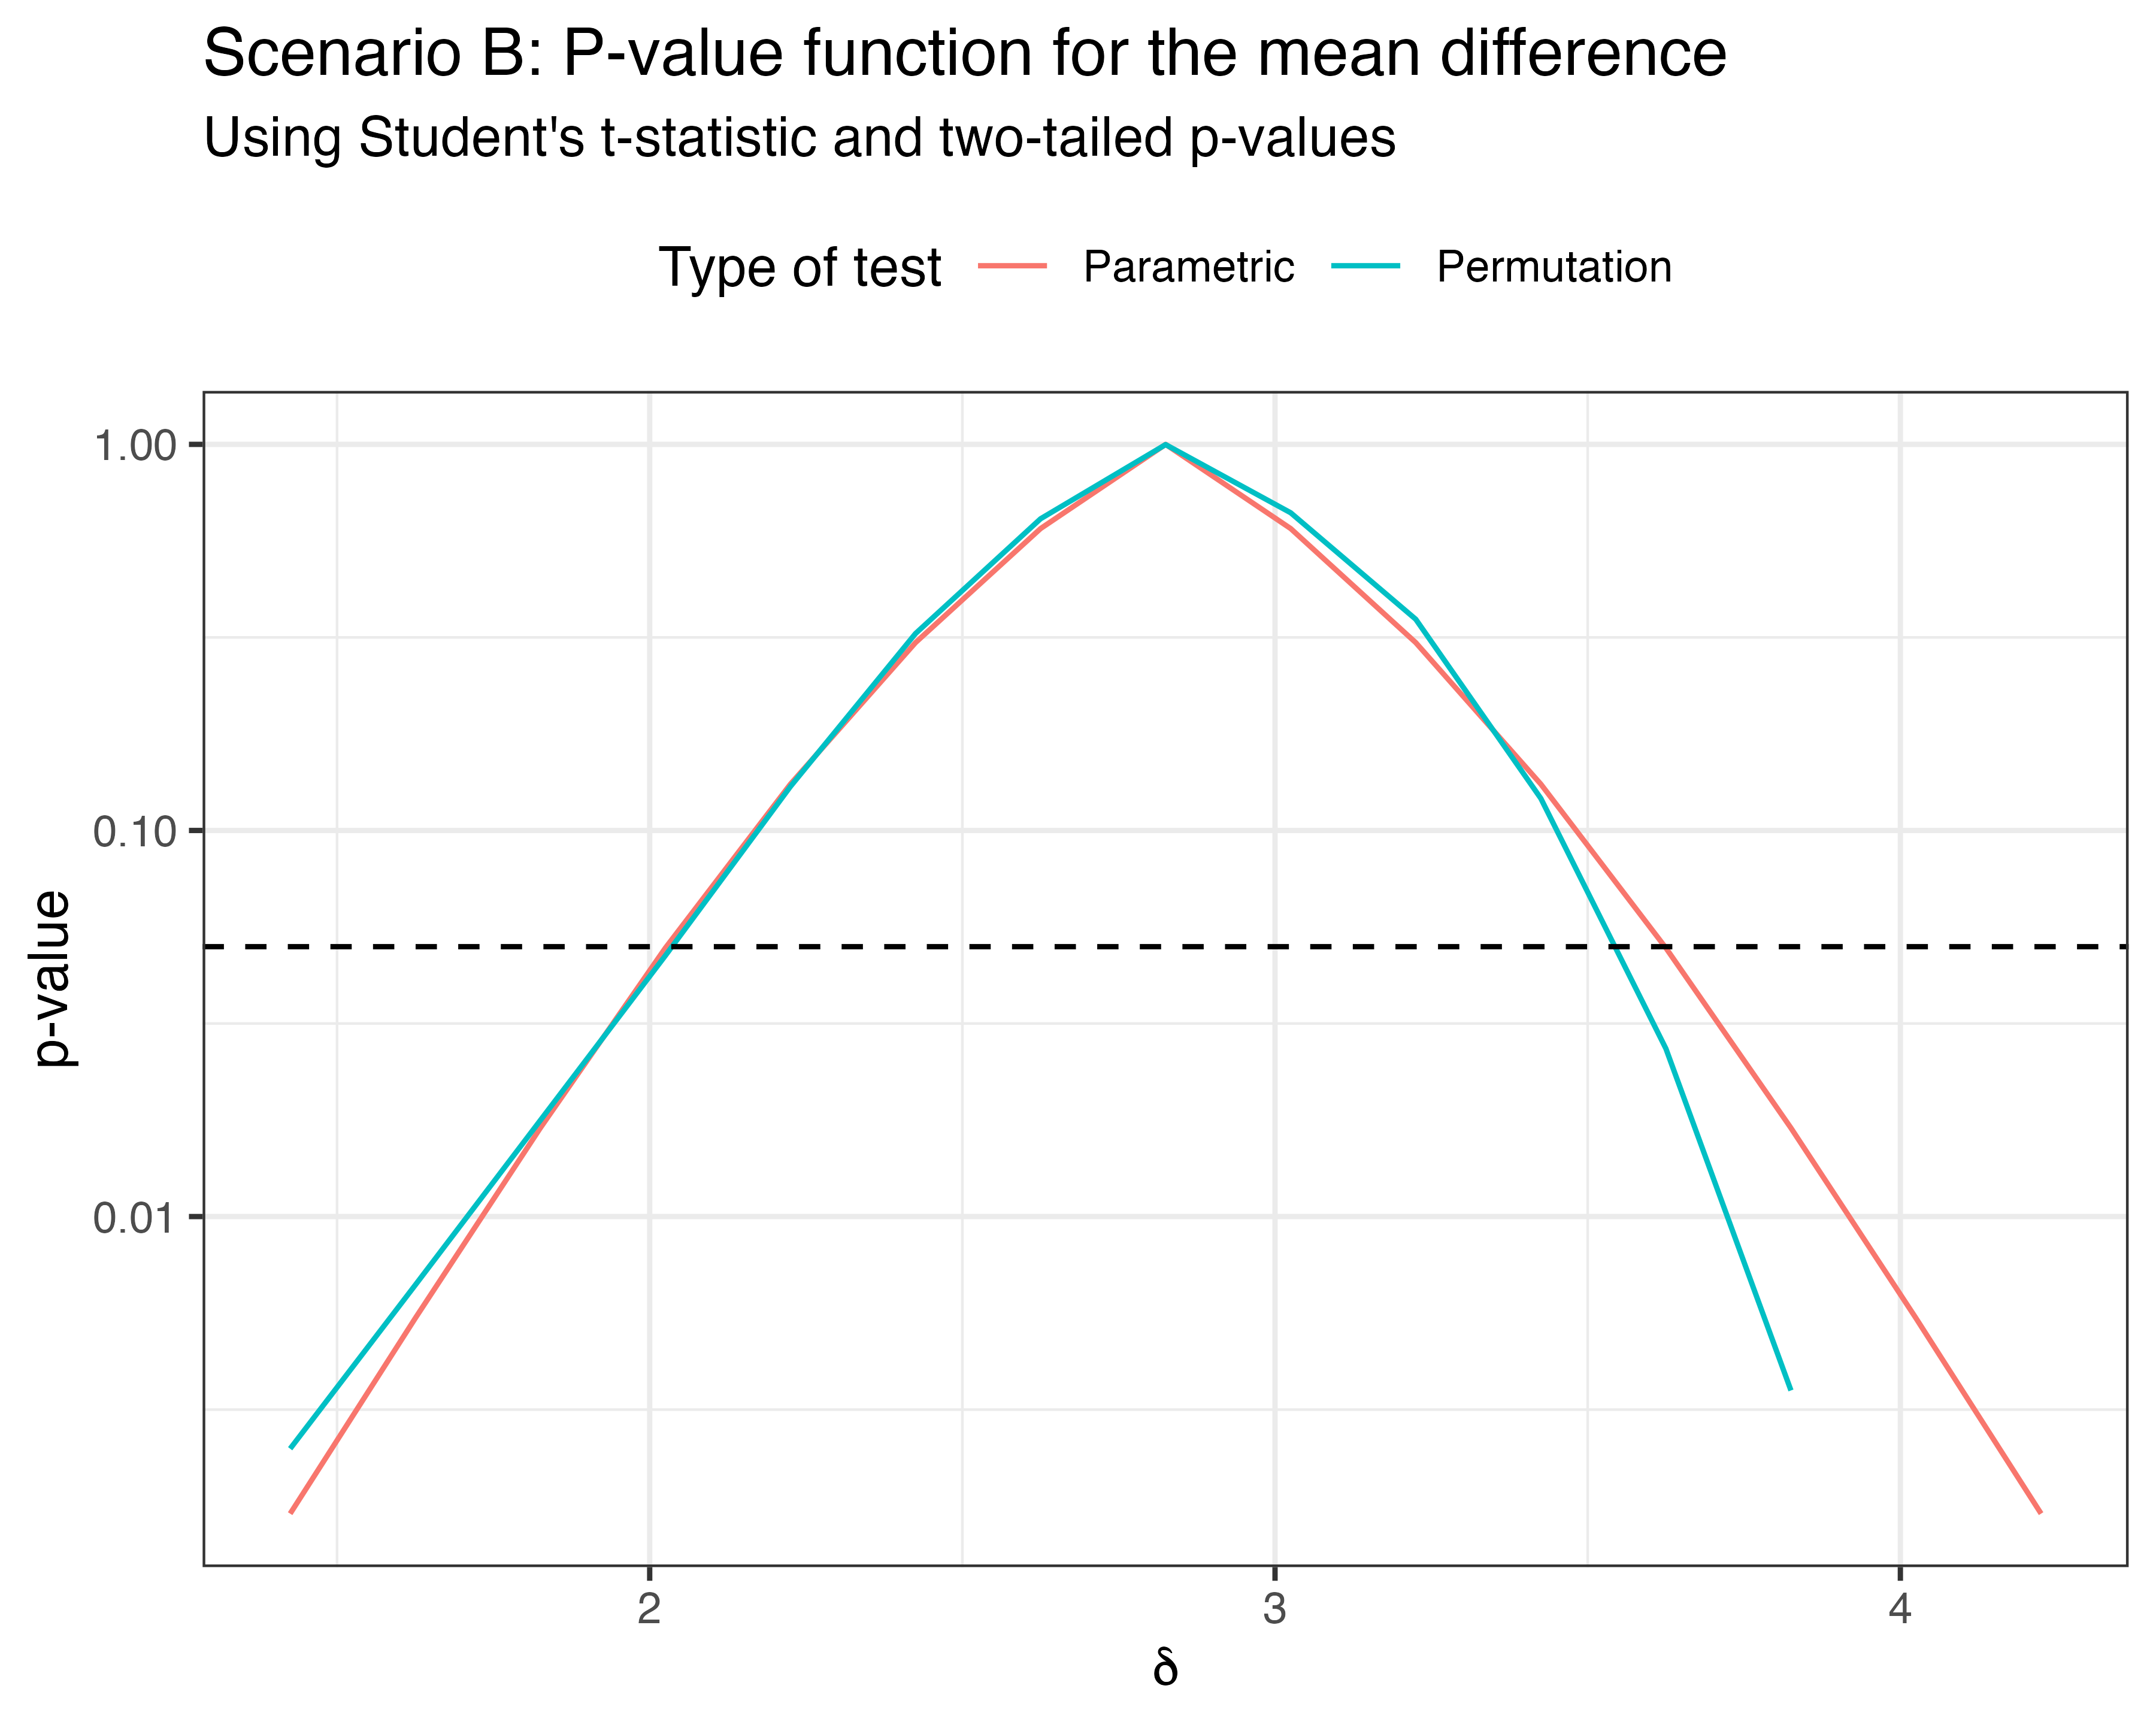 Scenario B: P-value function for the mean difference
Using Student's t-statistic and two-tailed p-values
Type of test Parametric Permutation
1.00
0.10
0.01
p-value
2 3 4
δ